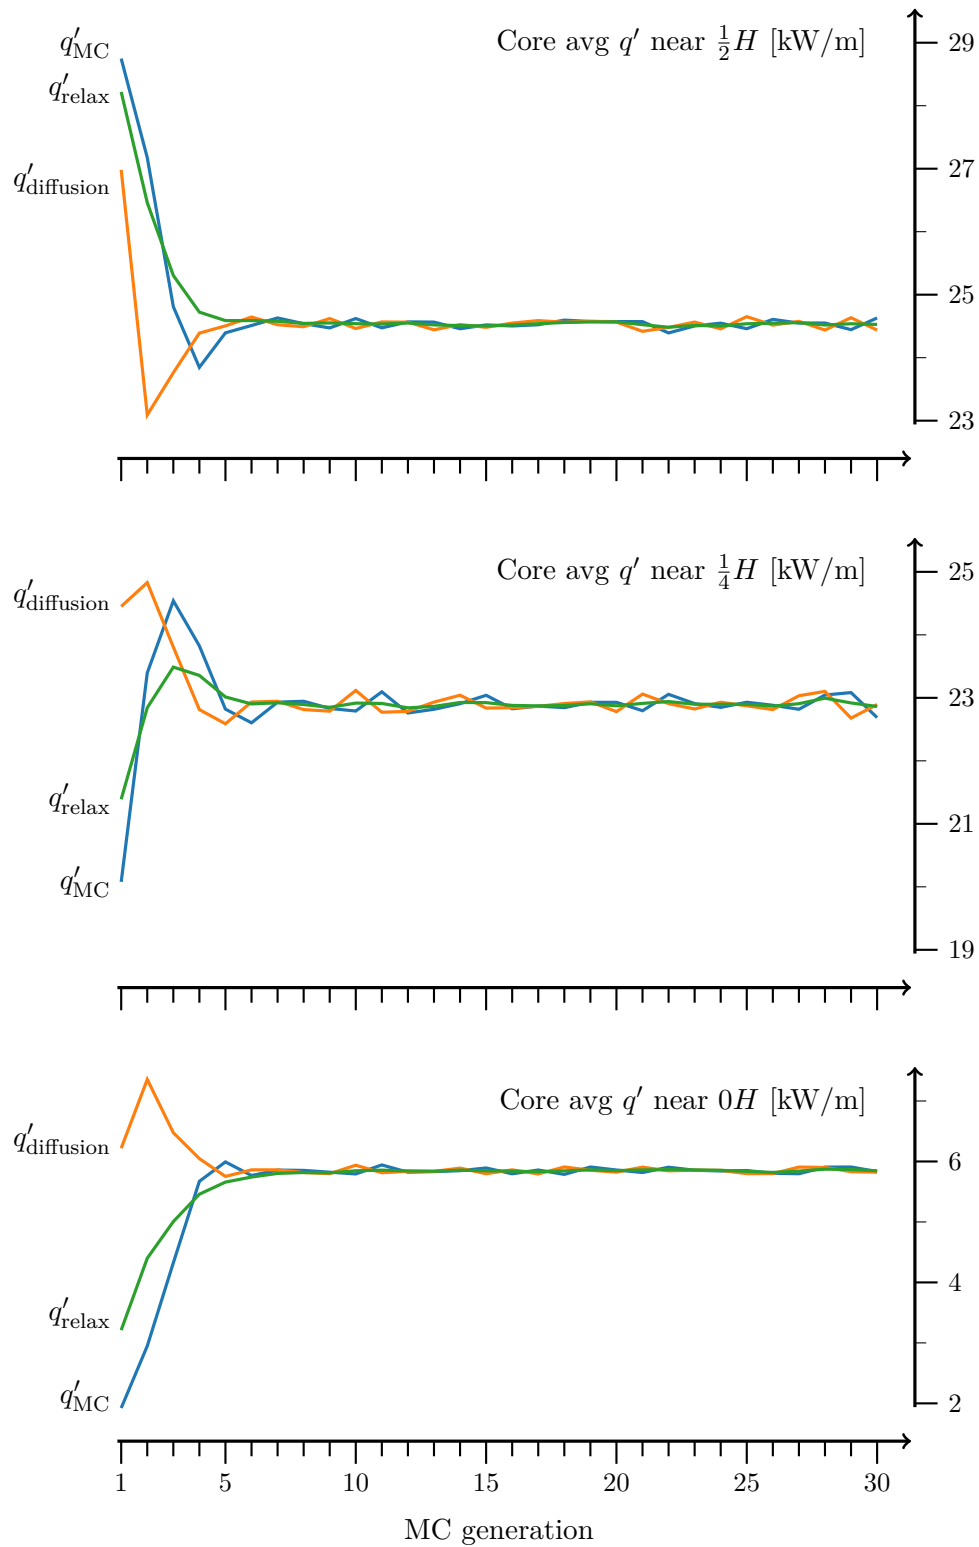 q′MC
Core avg q′ near ½H [kW/m]
29
q′relax
27
q′diffusion
25
23
Core avg q′ near ¼H [kW/m]
25
q′diffusion
23
q′relax
21
q′MC
19
Core avg q′ near 0H [kW/m]
q′diffusion
6
4
q′relax
q′MC
2
1 5 10 15 20 25 30
MC generation